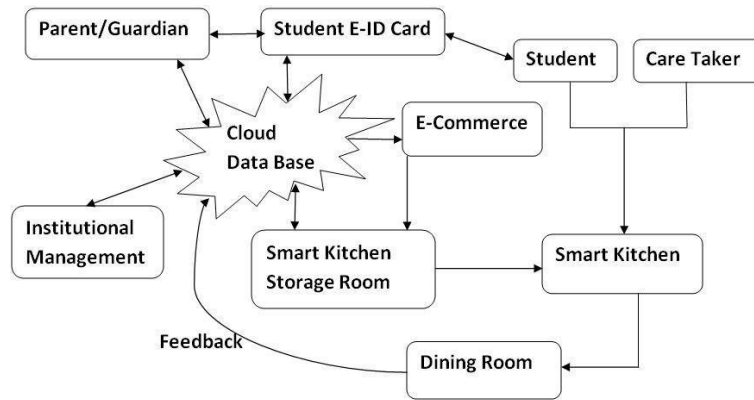 Parent/Guardian
Student E-ID Card
Student
Care Taker
Cloud
Data Base
E-Commerce
Institutional
Management
Smart Kitchen
Storage Room
Smart Kitchen
Feedback
Dining Room